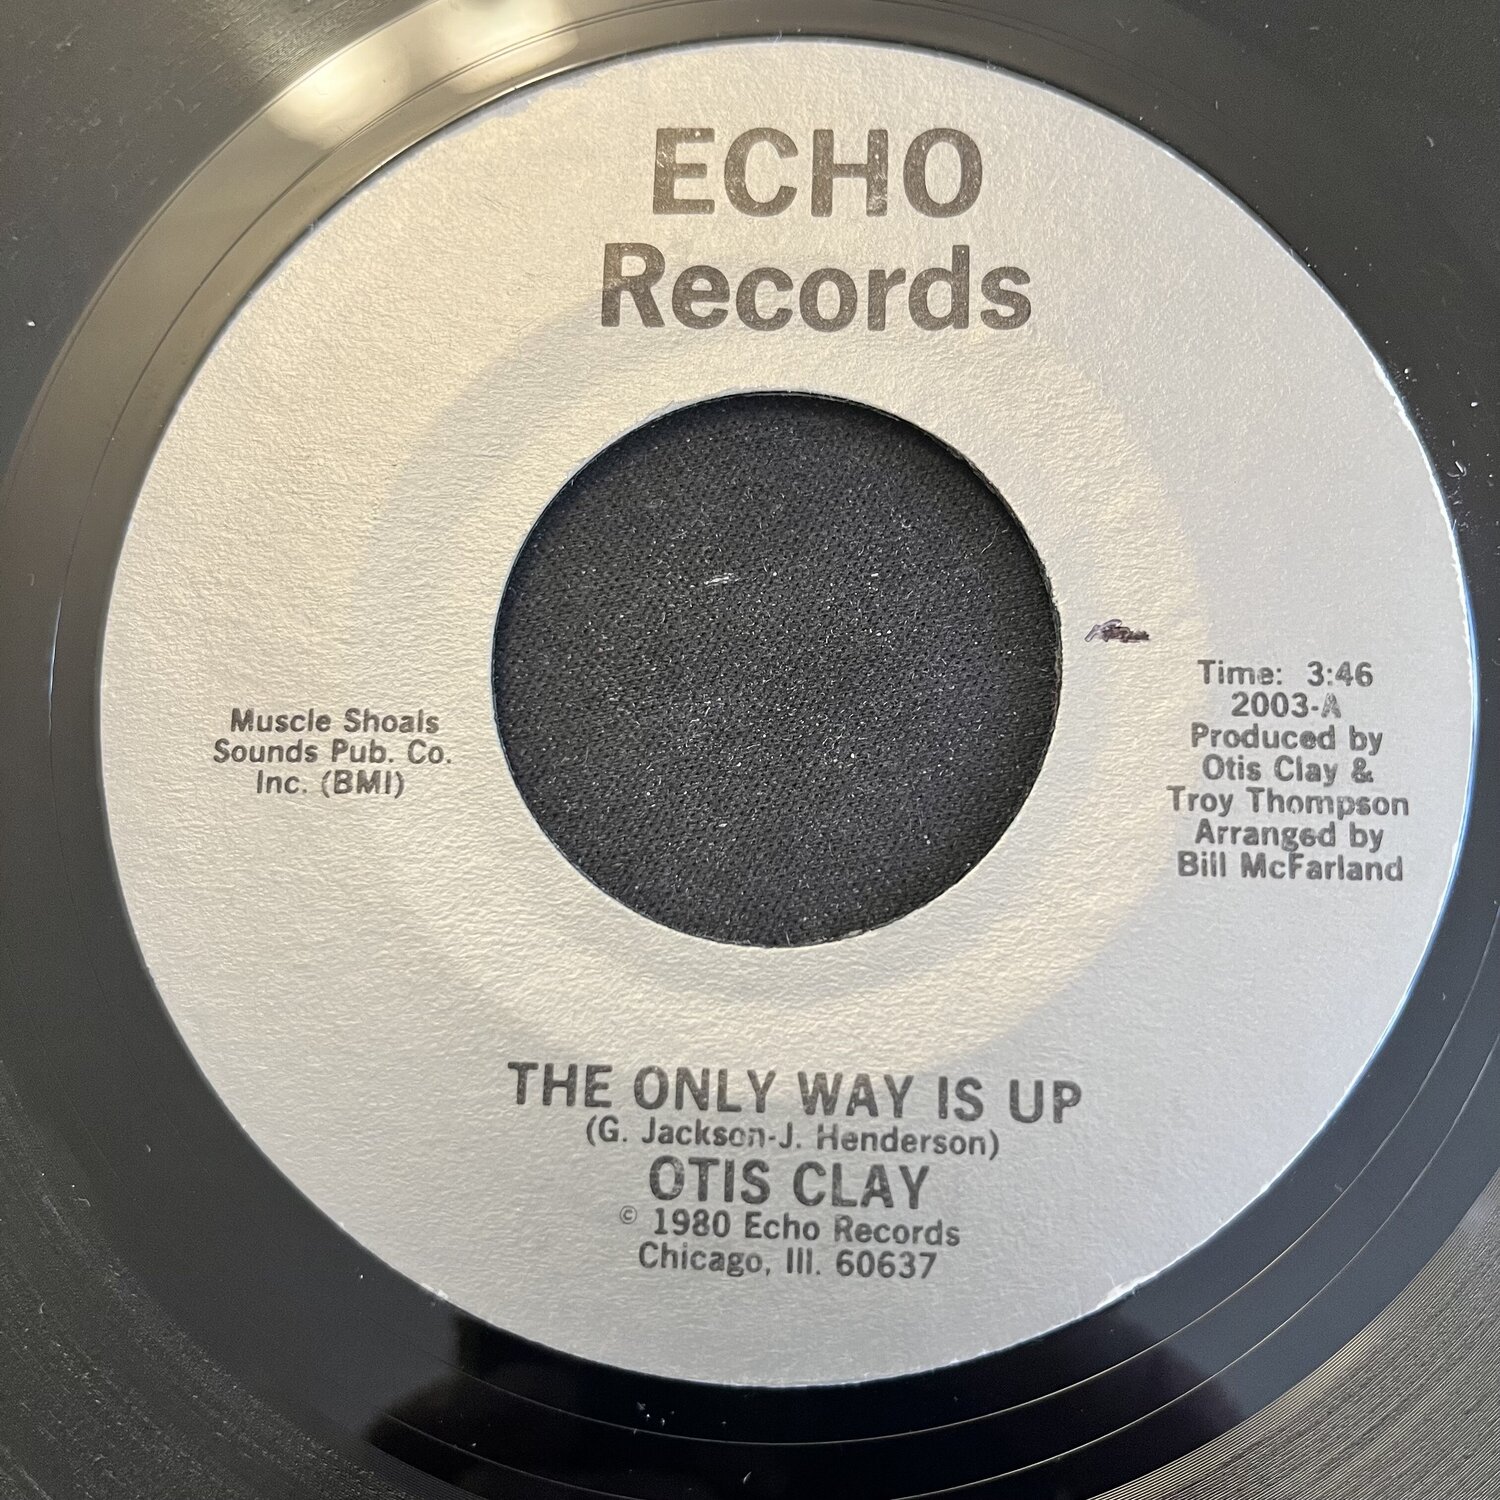 ECHO
Records
Muscle Shoals
Sounds Pub. Co.
Inc. (BMI)
Time: 3:46
2003-A
Produced by
Otis Clay &
Troy Thompson
Arranged by
Bill McFarland
THE ONLY WAY IS UP
(G. Jackson-J. Henderson)
OTIS CLAY
© 1980 Echo Records
Chicago, Ill. 60637